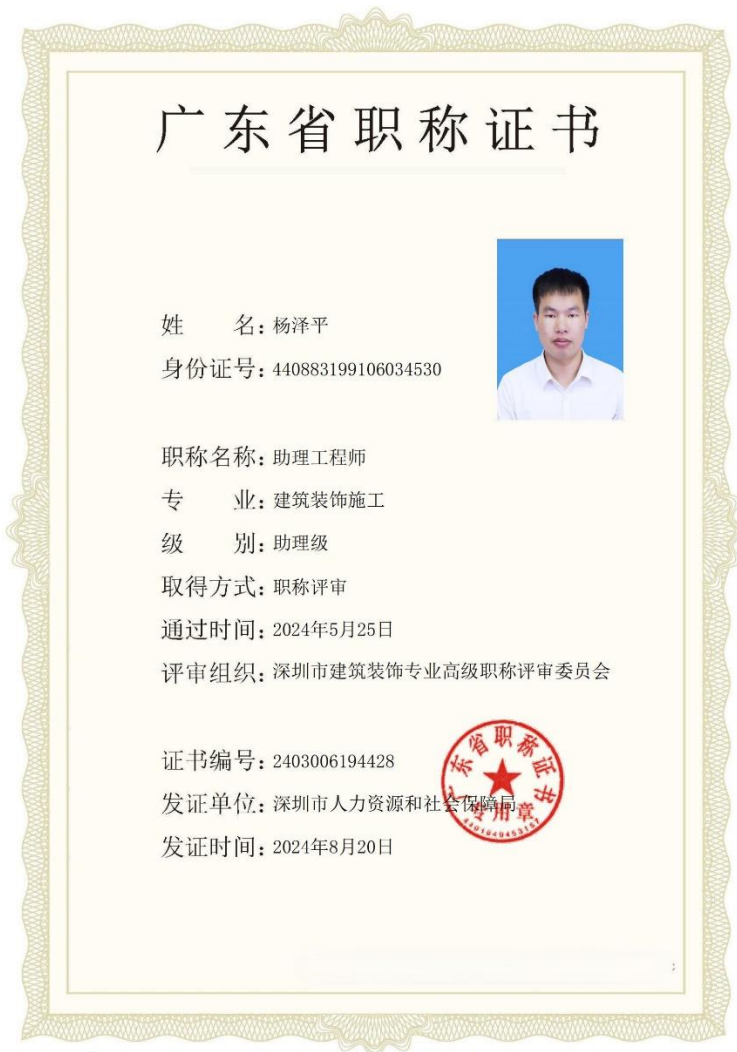 广东省职称证书
姓 名：杨泽平
身份证号：440883199106034530
职称名称：助理工程师
专 业：建筑装饰施工
级 别：助理级
取得方式：职称评审
通过时间：2024年5月25日
评审组织：深圳市建筑装饰专业高级职称评审委员会
证书编号：2403006194428
发证单位：深圳市人力资源和社会保障局
发证时间：2024年8月20日
广东省职称证书
专用章